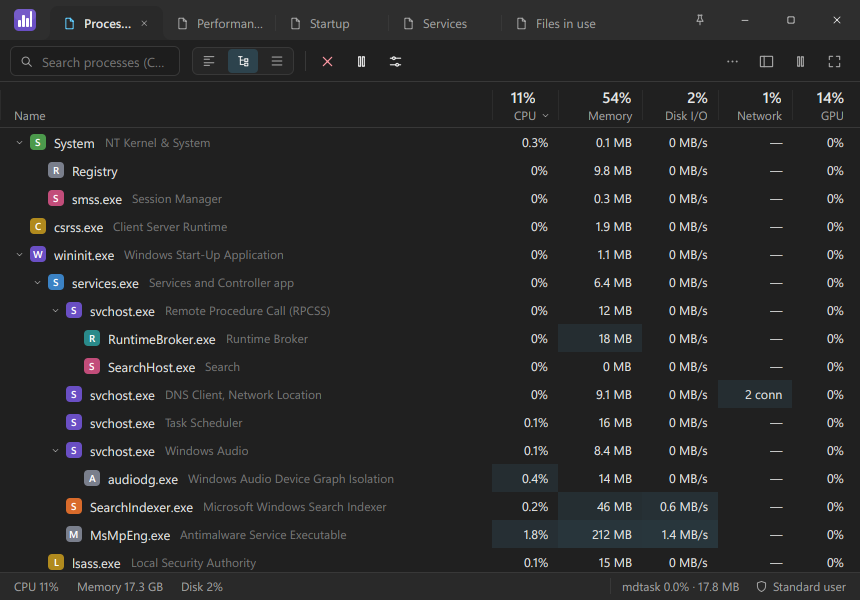 Proces... Performan... Startup Services Files in use
Search processes (C...
11% 54% 2% 1% 14%
Name CPU Memory Disk I/O Network GPU
S System NT Kernel & System 0.3% 0.1 MB 0 MB/s — 0%
R Registry 0% 9.8 MB 0 MB/s — 0%
S smss.exe Session Manager 0% 0.3 MB 0 MB/s — 0%
C csrss.exe Client Server Runtime 0% 1.9 MB 0 MB/s — 0%
W wininit.exe Windows Start-Up Application 0% 1.1 MB 0 MB/s — 0%
S services.exe Services and Controller app 0% 6.4 MB 0 MB/s — 0%
S svchost.exe Remote Procedure Call (RPCSS) 0% 12 MB 0 MB/s — 0%
R RuntimeBroker.exe Runtime Broker 0% 18 MB 0 MB/s — 0%
S SearchHost.exe Search 0% 0 MB 0 MB/s — 0%
S svchost.exe DNS Client, Network Location 0% 9.1 MB 0 MB/s 2 conn 0%
S svchost.exe Task Scheduler 0.1% 16 MB 0 MB/s — 0%
S svchost.exe Windows Audio 0.1% 8.4 MB 0 MB/s — 0%
A audiodg.exe Windows Audio Device Graph Isolation 0.4% 14 MB 0 MB/s — 0%
S SearchIndexer.exe Microsoft Windows Search Indexer 0.2% 46 MB 0.6 MB/s — 0%
M MsMpEng.exe Antimalware Service Executable 1.8% 212 MB 1.4 MB/s — 0%
L lsass.exe Local Security Authority 0.1% 15 MB 0 MB/s — 0%
CPU 11% Memory 17.3 GB Disk 2% mdtask 0.0% · 17.8 MB Standard user